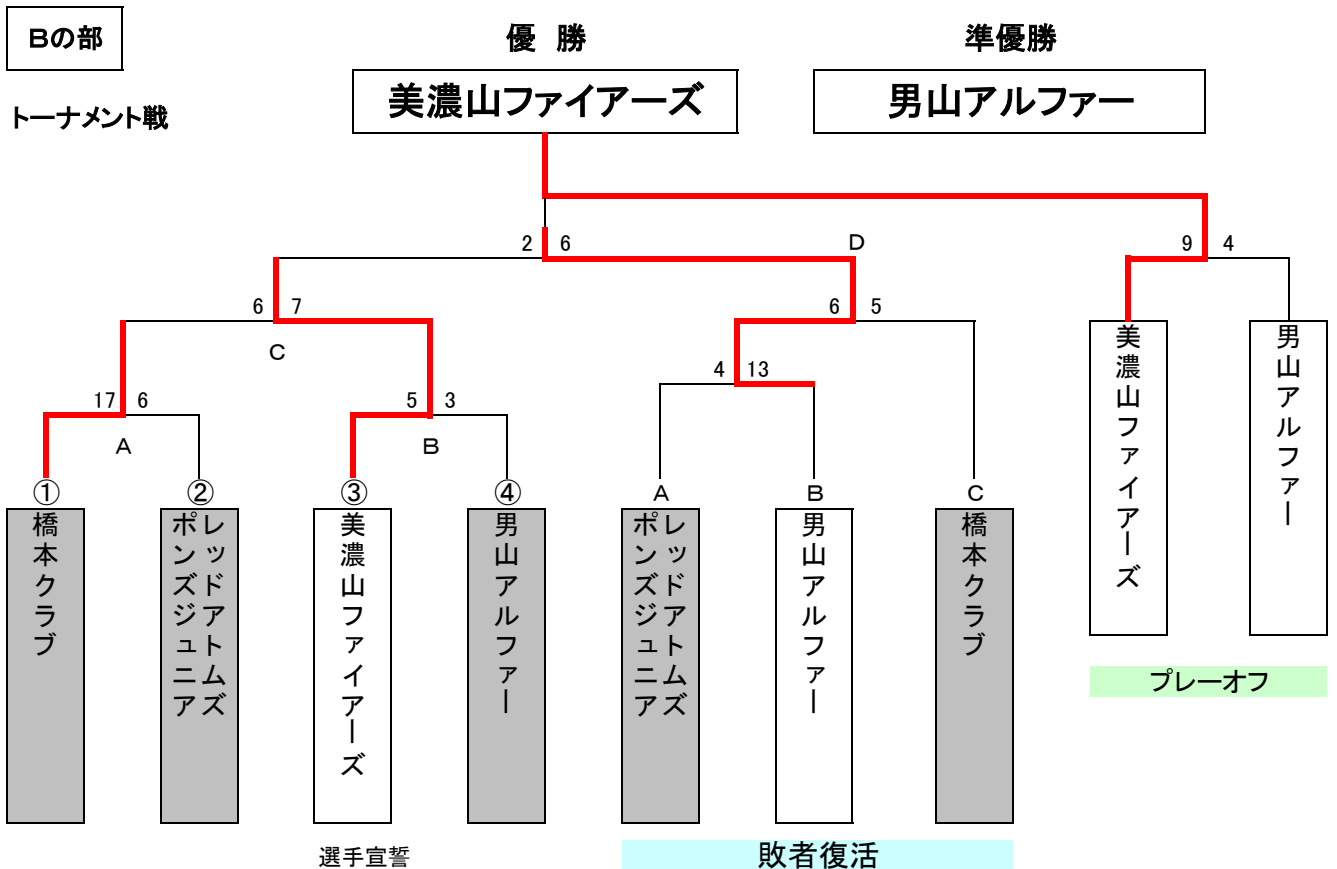 Bの部
優 勝
準優勝
美濃山ファイアーズ
男山アルファー
トーナメント戦
2 6
D
9 4
6 7
6 5
C
4 13
17 6
5 3
A
B
美濃山ファイアーズ
男山アルファー
①
②
③
④
A
B
C
橋本クラブ
レッドアトムズ
ポンズジュニア
美濃山ファイアーズ
男山アルファー
レッドアトムズ
ポンズジュニア
男山アルファー
橋本クラブ
プレーオフ
選手宣誓
敗者復活